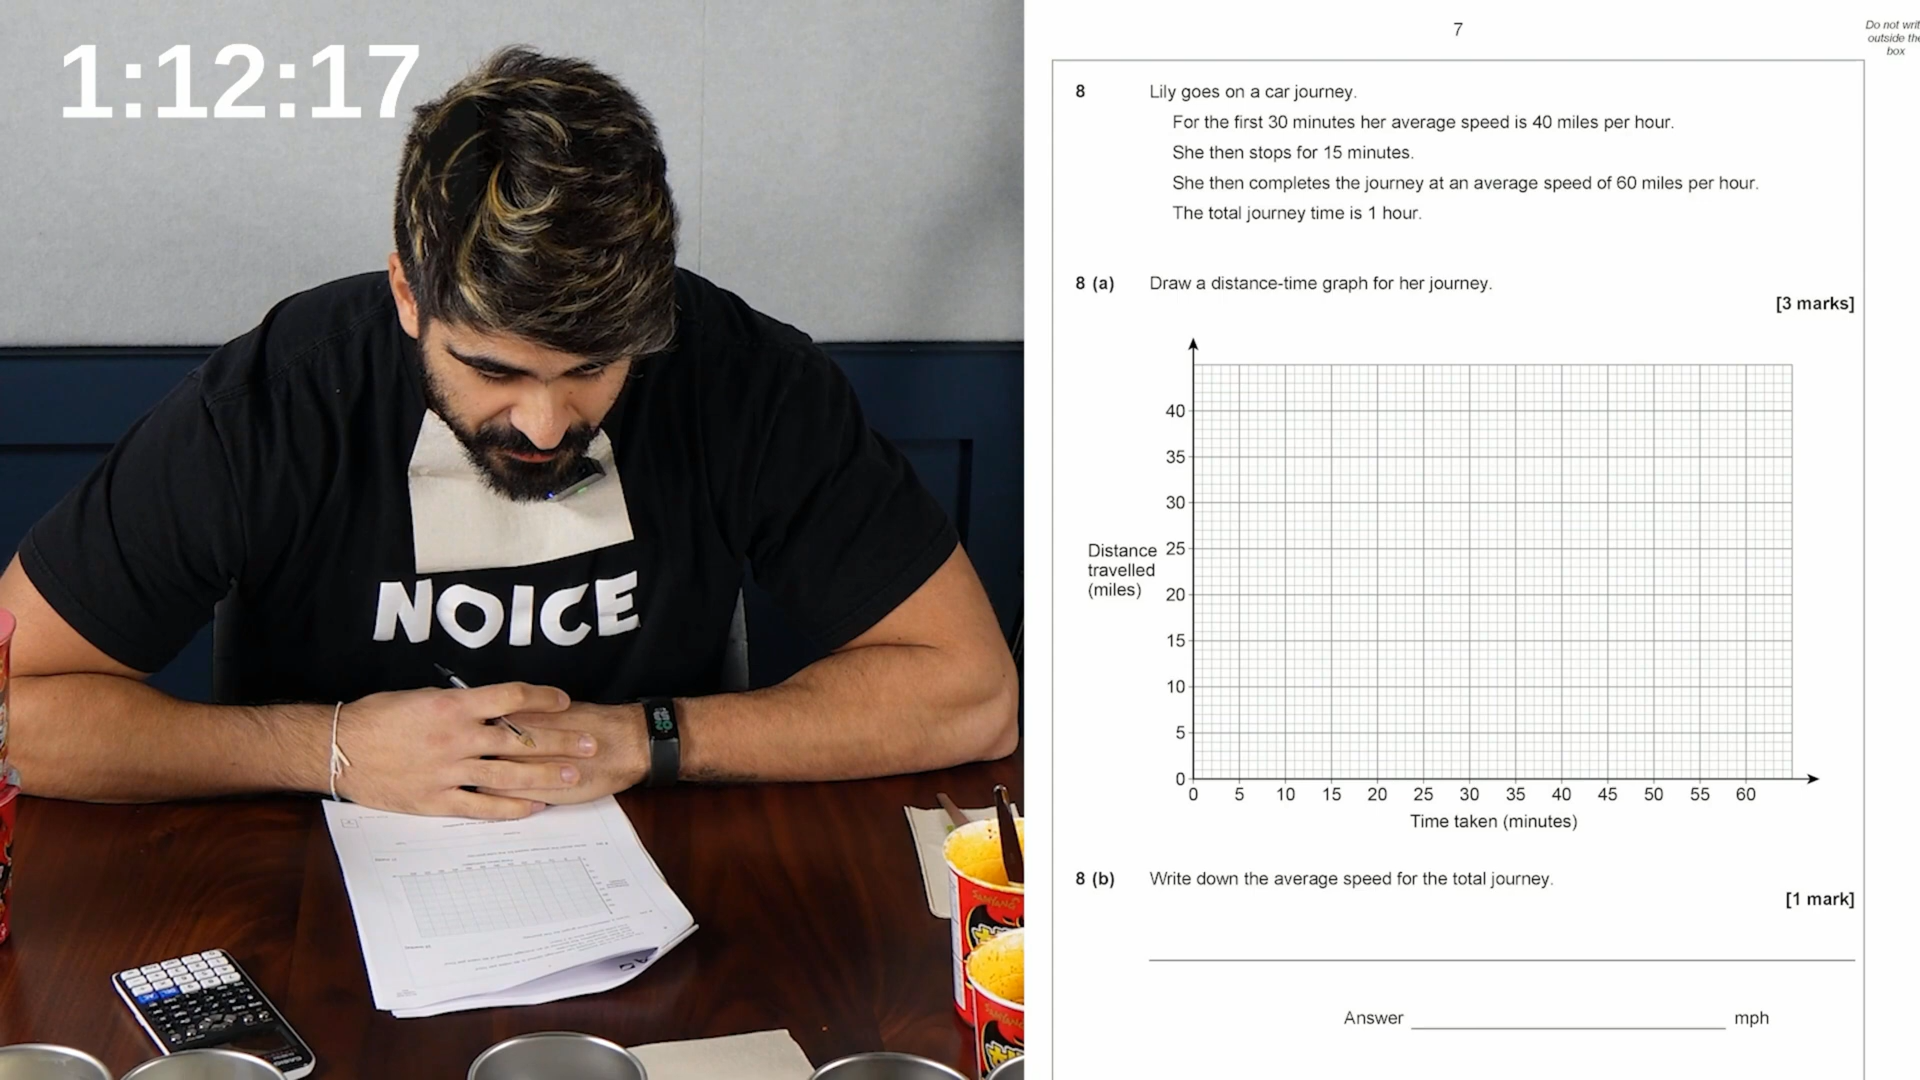 1:12:17
NOICE
7
Do not writ
outside the
box
8 Lily goes on a car journey.
For the first 30 minutes her average speed is 40 miles per hour.
She then stops for 15 minutes.
She then completes the journey at an average speed of 60 miles per hour.
The total journey time is 1 hour.
8 (a) Draw a distance-time graph for her journey.
[3 marks]
40
35
30
Distance 25
travelled
(miles)
20
15
10
5
0
0 5 10 15 20 25 30 35 40 45 50 55 60
Time taken (minutes)
8 (b) Write down the average speed for the total journey.
[1 mark]
Answer mph